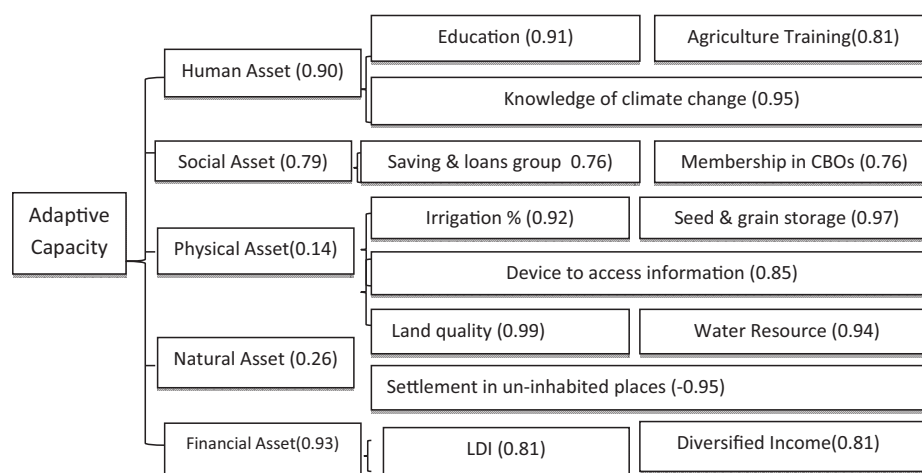 Education (0.91)
Agriculture Training(0.81)
Human Asset (0.90)
Knowledge of climate change (0.95)
Social Asset (0.79)
Saving & loans group  0.76)
Membership in CBOs (0.76)
Adaptive
Capacity
Irrigation % (0.92)
Seed & grain storage (0.97)
Physical Asset(0.14)
Device to access information (0.85)
Land quality (0.99)
Water Resource (0.94)
Natural Asset (0.26)
Settlement in un-inhabited places (-0.95)
Financial Asset(0.93)
LDI (0.81)
Diversified Income(0.81)